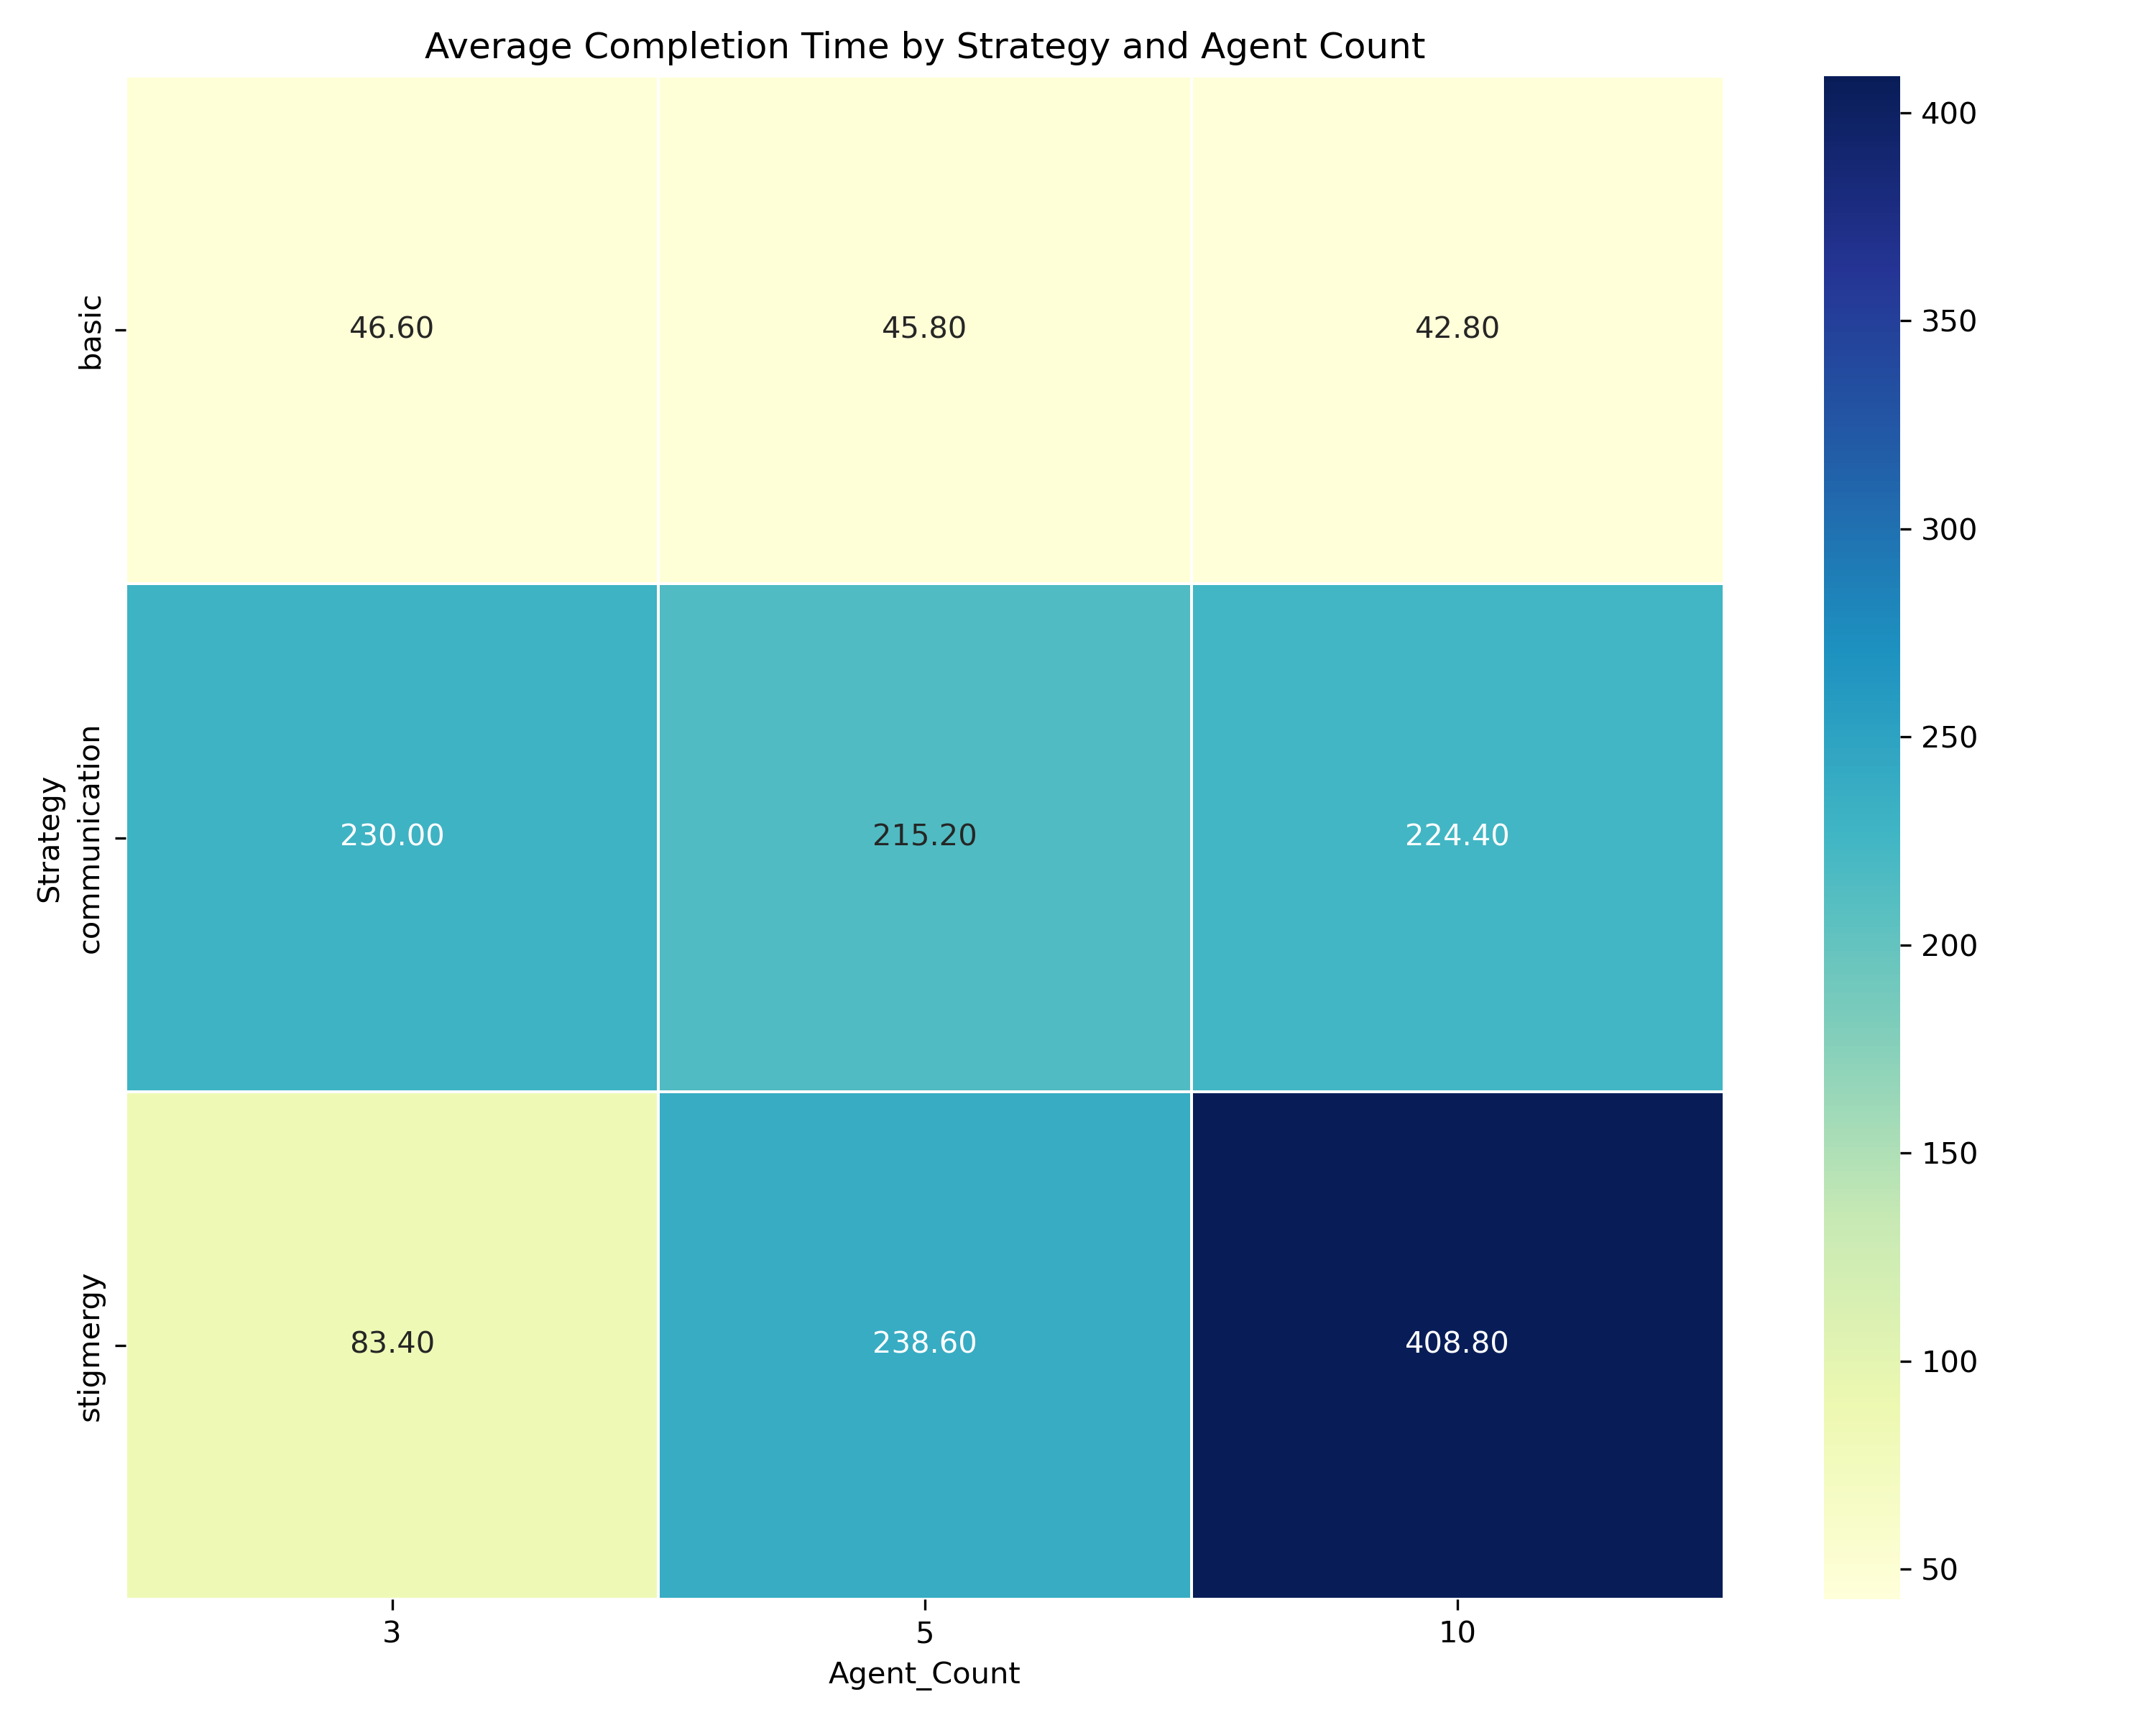 Average Completion Time by Strategy and Agent Count
Strategy
basic
46.60 45.80 42.80
communication
230.00 215.20 224.40
stigmergy
83.40 238.60 408.80
3 5 10
Agent_Count
400
350
300
250
200
150
100
50